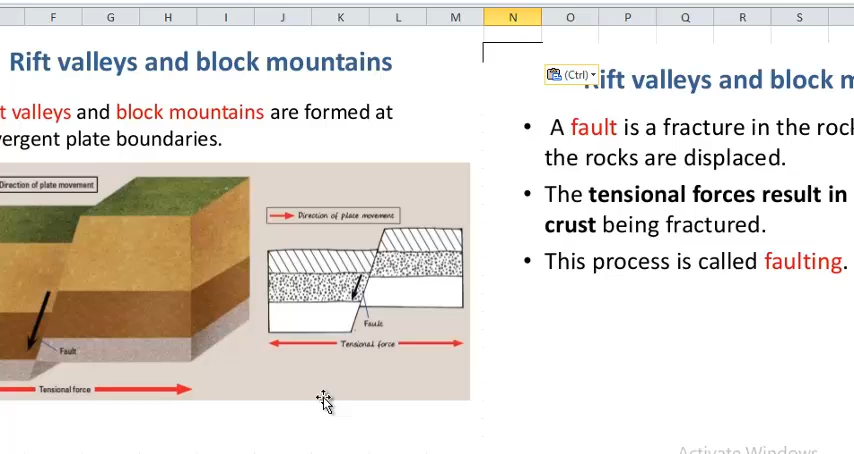 F G H I J K L M N O P Q R S
Rift valleys and block mountains
t valleys and block mountains are formed at
vergent plate boundaries.
Direction of plate movement
Fault
Tensional force
Direction of plate movement
Fault
Tensional force
(Ctrl)
Rift valleys and block m
• A fault is a fracture in the rock
the rocks are displaced.
• The tensional forces result in
crust being fractured.
• This process is called faulting.
Activate Windows